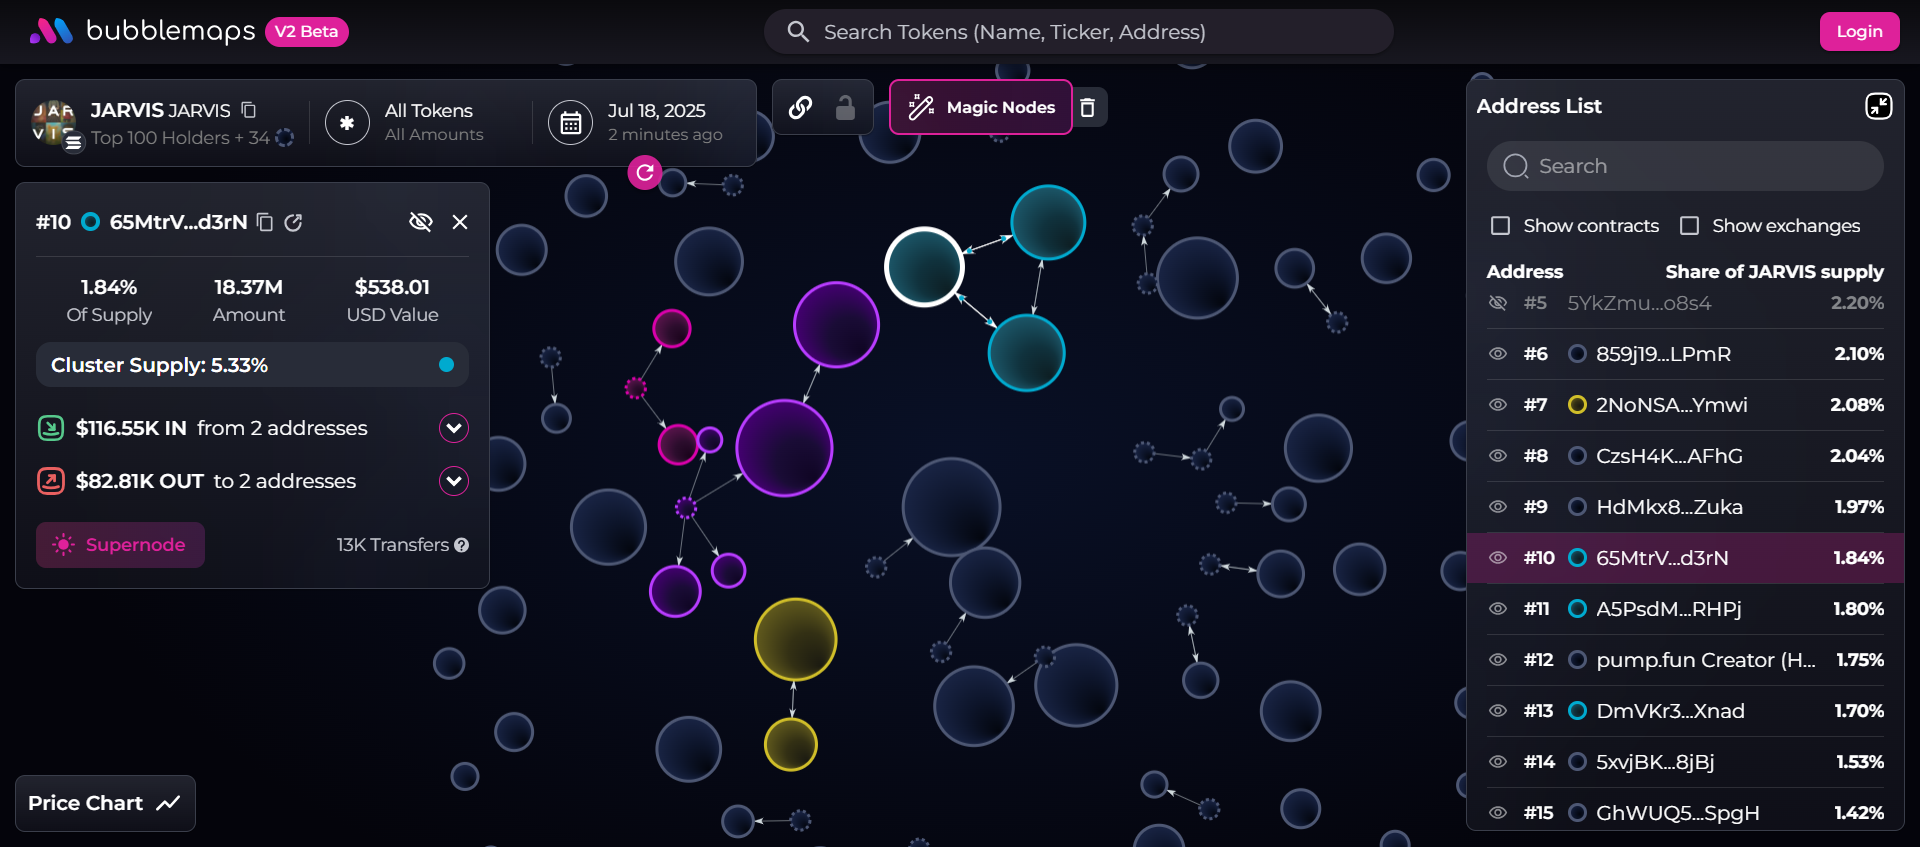 bubblemaps V2 Beta
Search Tokens (Name, Ticker, Address)
Login
JARVIS JARVIS
Top 100 Holders + 34
All Tokens
All Amounts
Jul 18, 2025
2 minutes ago
Magic Nodes
#10 65MtrV...d3rN
1.84%
Of Supply
18.37M
Amount
$538.01
USD Value
Cluster Supply: 5.33%
$116.55K IN from 2 addresses
$82.81K OUT to 2 addresses
Supernode
13K Transfers
Price Chart
Address List
Search
Show contracts
Show exchanges
Address Share of JARVIS supply
#5 5YkZmu...o8s4 2.20%
#6 859j19...LPmR 2.10%
#7 2NoNSA...Ymwi 2.08%
#8 CzsH4K...AFhG 2.04%
#9 HdMkx8...Zuka 1.97%
#10 65MtrV...d3rN 1.84%
#11 A5PsdM...RHPj 1.80%
#12 pump.fun Creator (H... 1.75%
#13 DmVKr3...Xnad 1.70%
#14 5xvjBK...8jBj 1.53%
#15 GhWUQ5...SpgH 1.42%